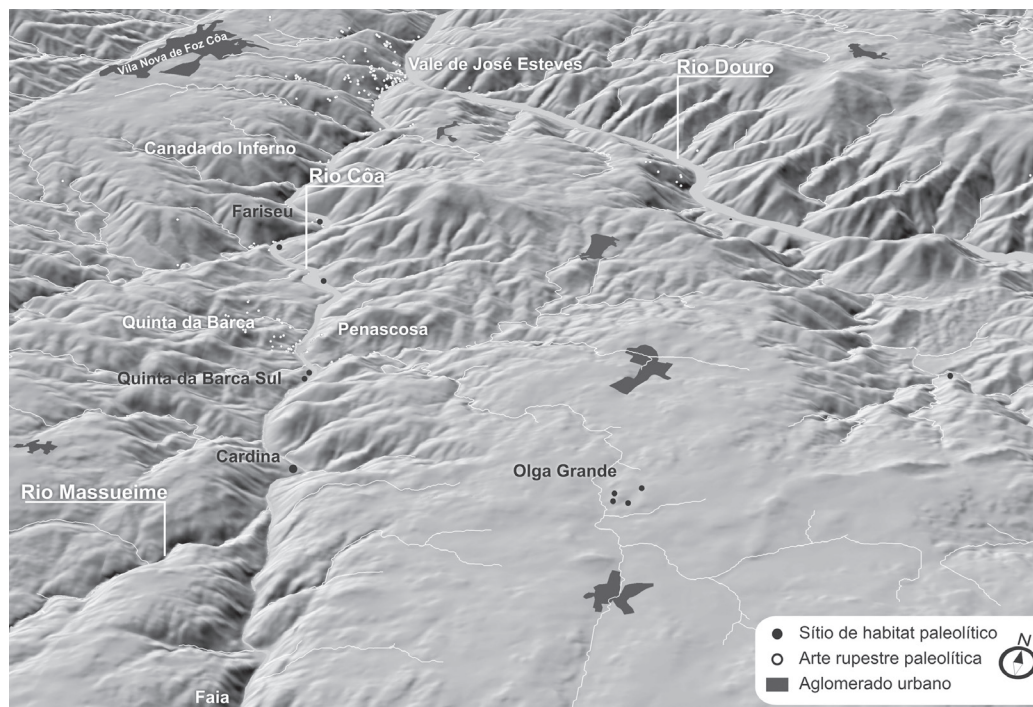 Vila Nova de Foz Côa
Vale de José Esteves
Rio Douro
Canada do Inferno
Rio Côa
Fariseu
Quinta da Barca
Penascosa
Quinta da Barca Sul
Cardina
Olga Grande
Rio Massueime
Faia
Sítio de habitat paleolítico
Arte rupestre paleolítica
Aglomerado urbano
N